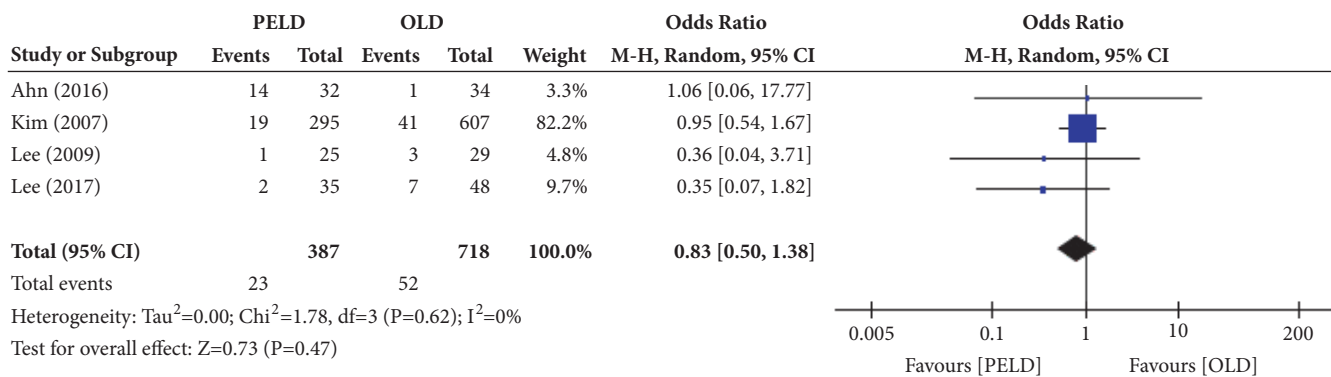 PELD OLD Odds Ratio Odds Ratio
Study or Subgroup Events Total Events Total Weight M-H, Random, 95% CI M-H, Random, 95% CI
Ahn (2016) 14 32 1 34 3.3% 1.06 [0.06, 17.77]
Kim (2007) 19 295 41 607 82.2% 0.95 [0.54, 1.67]
Lee (2009) 1 25 3 29 4.8% 0.36 [0.04, 3.71]
Lee (2017) 2 35 7 48 9.7% 0.35 [0.07, 1.82]
Total (95% CI) 387 718 100.0% 0.83 [0.50, 1.38]
Total events 23 52
Heterogeneity: Tau²=0.00; Chi²=1.78, df=3 (P=0.62); I²=0%
Test for overall effect: Z=0.73 (P=0.47)
0.005 0.1 1 10 200
Favours [PELD] Favours [OLD]